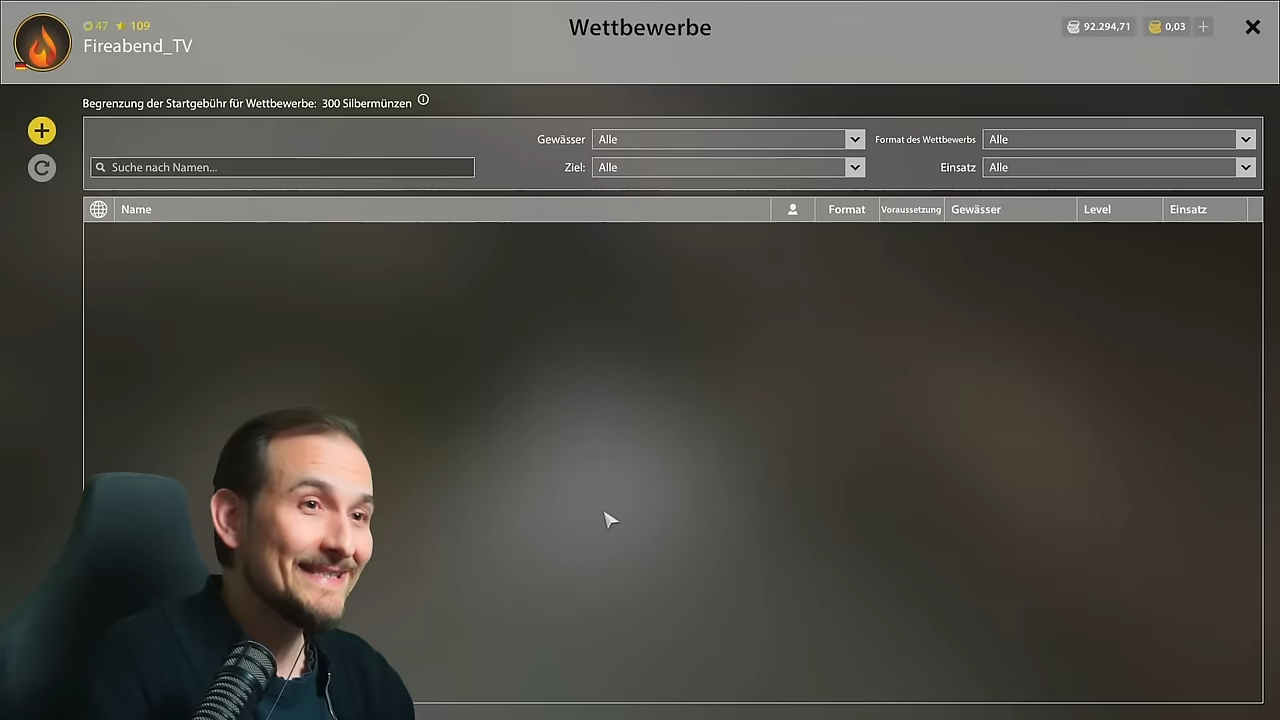 47 109
Fireabend_TV
Wettbewerbe
92.294,71
0,03
Begrenzung der Startgebühr für Wettbewerbe: 300 Silbermünzen
Gewässer
Alle
Format des Wettbewerbs
Alle
Suche nach Namen...
Ziel:
Alle
Einsatz
Alle
Name
Format
Voraussetzung
Gewässer
Level
Einsatz